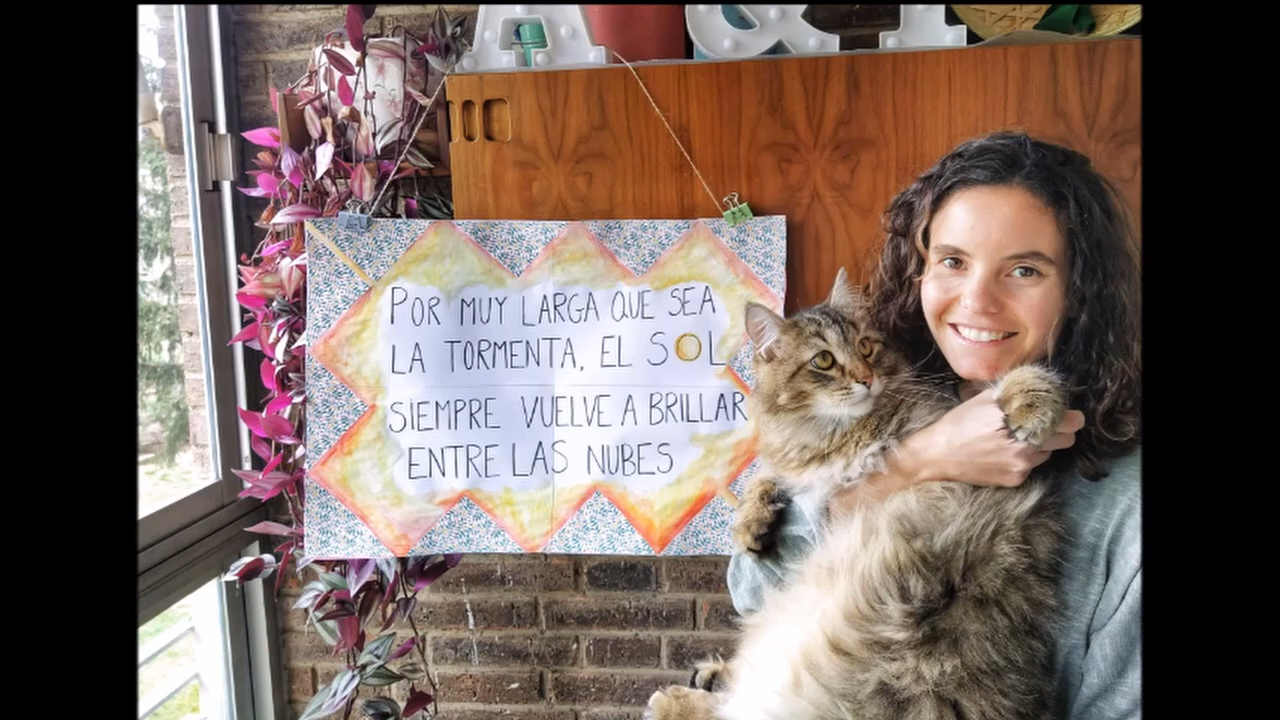 A & H
POR MUY LARGA QUE SEA
LA TORMENTA, EL SOL
SIEMPRE VUELVE A BRILLAR
ENTRE LAS NUBES